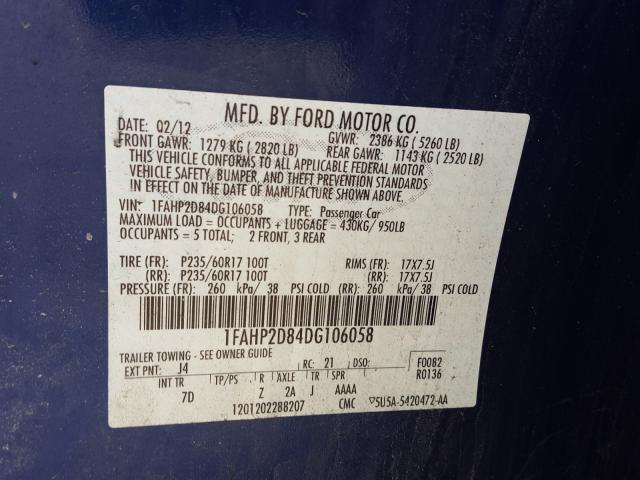 MFD. BY FORD MOTOR CO.
DATE: 02/12 GVWR: 2386 KG ( 5260 LB)
FRONT GAWR: 1279 KG ( 2820 LB) REAR GAWR: 1143 KG ( 2520 LB)
THIS VEHICLE CONFORMS TO ALL APPLICABLE FEDERAL MOTOR
VEHICLE SAFETY, BUMPER, AND THEFT PREVENTION STANDARDS
IN EFFECT ON THE DATE OF MANUFACTURE SHOWN ABOVE.
VIN: 1FAHP2D84DG106058 TYPE: Passenger Car
MAXIMUM LOAD = OCCUPANTS + LUGGAGE = 430KG/ 950LB
OCCUPANTS = 5 TOTAL; 2 FRONT, 3 REAR
TIRE (FR): P235/60R17 100T RIMS (FR): 17X7.5J
(RR): P235/60R17 100T (RR): 17X7.5J
PRESSURE (FR): 260 kPa/ 38 PSI COLD (RR): 260 kPa/ 38 PSI COLD
1FAHP2D84DG106058
TRAILER TOWING - SEE OWNER GUIDE
EXT PNT: J4 RC: 21 DSO: F0082
R0136
INT TR TP/PS R AXLE TR SPR
7D Z 2A J AAAA
1201202288207 CMC ▽5U5A-5420472-AA